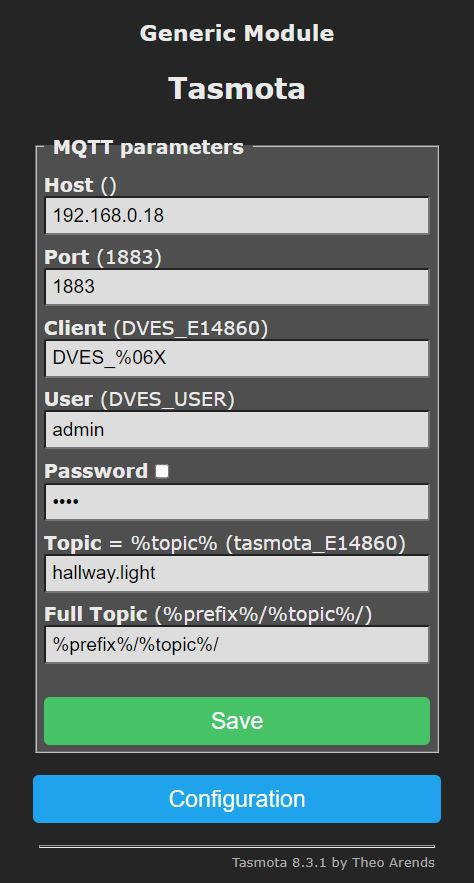 Generic Module
Tasmota
MQTT parameters
Host ()
192.168.0.18
Port (1883)
1883
Client (DVES_E14860)
DVES_%06X
User (DVES_USER)
admin
Password
••••
Topic = %topic% (tasmota_E14860)
hallway.light
Full Topic (%prefix%/%topic%/)
%prefix%/%topic%/
Save
Configuration
Tasmota 8.3.1 by Theo Arends